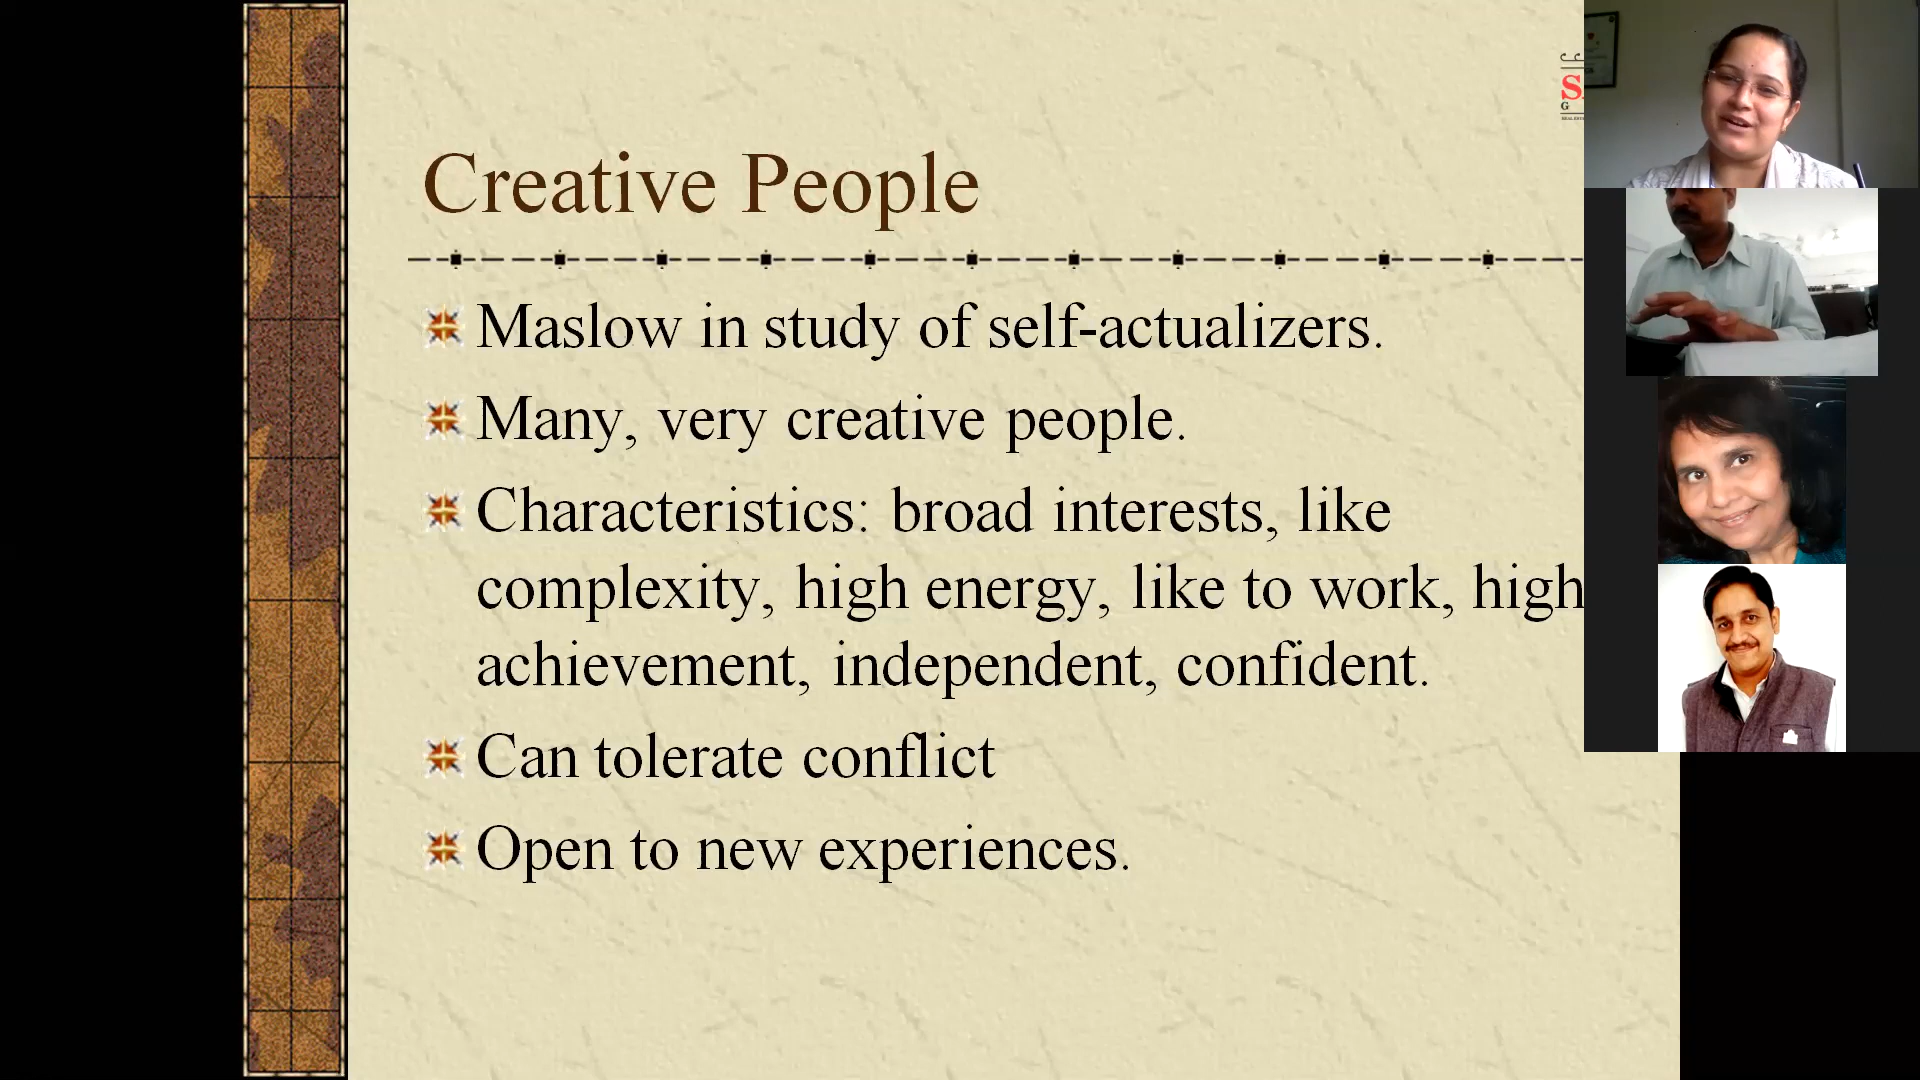 Creative People
Maslow in study of self-actualizers.
Many, very creative people.
Characteristics: broad interests, like
complexity, high energy, like to work, high
achievement, independent, confident.
Can tolerate conflict
Open to new experiences.